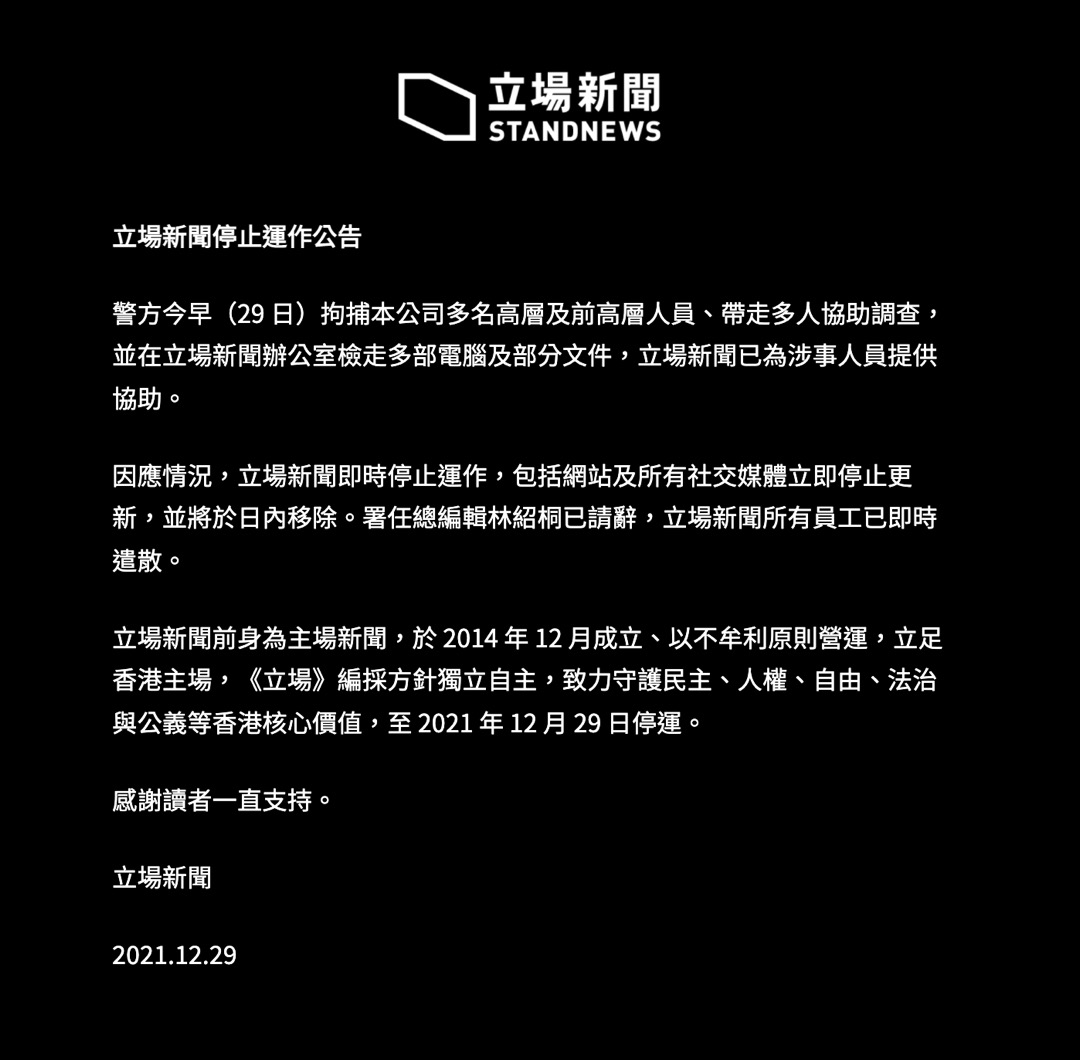 立場新聞
STANDNEWS
立場新聞停止運作公告
警方今早（29 日）拘捕本公司多名高層及前高層人員、帶走多人協助調查，
並在立場新聞辦公室檢走多部電腦及部分文件，立場新聞已為涉事人員提供
協助。
因應情況，立場新聞即時停止運作，包括網站及所有社交媒體立即停止更
新，並將於日內移除。署任總編輯林紹桐已請辭，立場新聞所有員工已即時
遣散。
立場新聞前身為主場新聞，於 2014 年 12 月成立、以不牟利原則營運，立足
香港主場，《立場》編採方針獨立自主，致力守護民主、人權、自由、法治
與公義等香港核心價值，至 2021 年 12 月 29 日停運。
感謝讀者一直支持。
立場新聞
2021.12.29